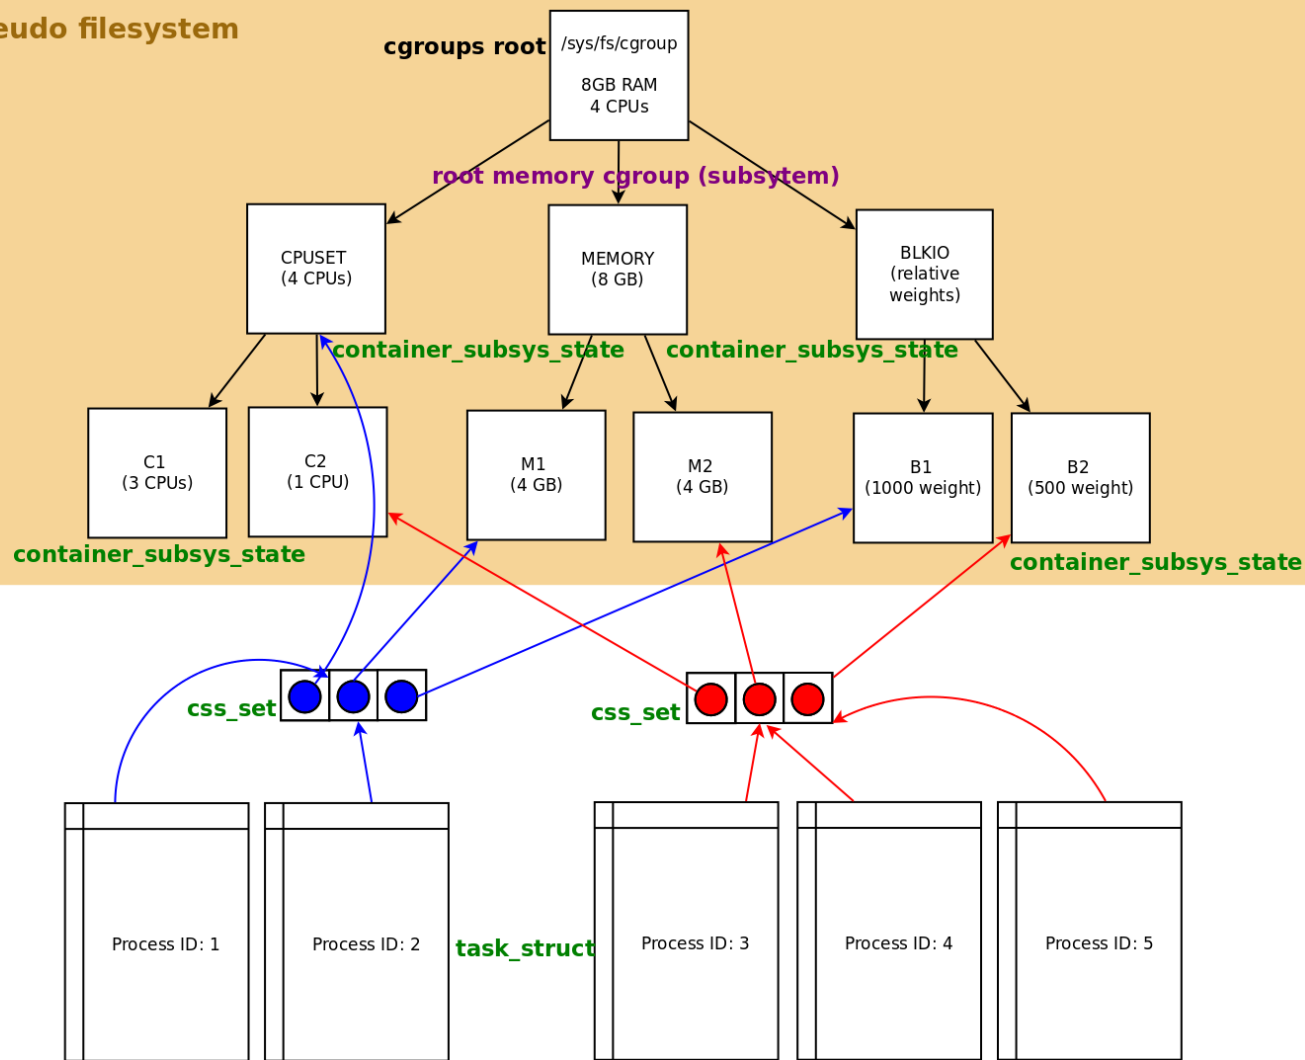 eudo filesystem
cgroups root
/sys/fs/cgroup
8GB RAM
4 CPUs
root memory cgroup (subsytem)
CPUSET
(4 CPUs)
MEMORY
(8 GB)
BLKIO
(relative
weights)
container_subsys_state
container_subsys_state
C1
(3 CPUs)
C2
(1 CPU)
M1
(4 GB)
M2
(4 GB)
B1
(1000 weight)
B2
(500 weight)
container_subsys_state
container_subsys_state
css_set
css_set
Process ID: 1
Process ID: 2
task_struct
Process ID: 3
Process ID: 4
Process ID: 5